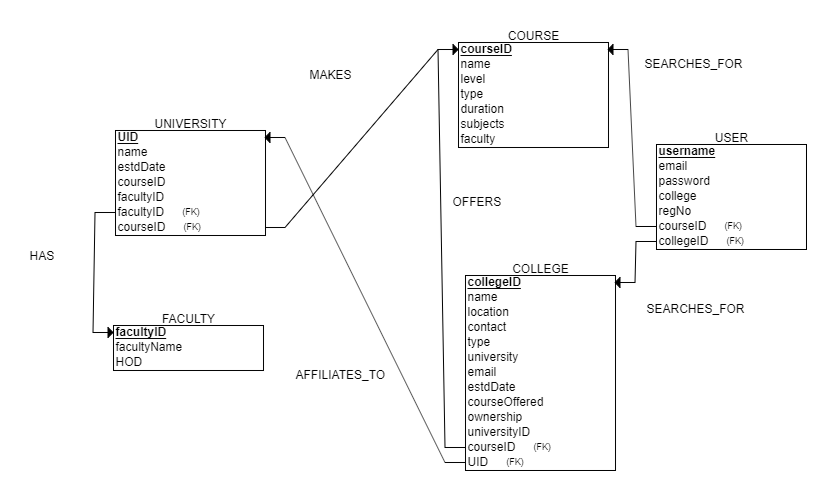 COURSE
courseID
name
level
type
duration
subjects
faculty
SEARCHES_FOR
MAKES
UNIVERSITY
UID
name
estdDate
courseID
facultyID
facultyID (FK)
courseID (FK)
USER
username
email
password
college
regNo
courseID (FK)
collegeID (FK)
OFFERS
HAS
COLLEGE
collegeID
name
location
contact
type
university
email
estdDate
courseOffered
ownership
universityID
courseID (FK)
UID (FK)
SEARCHES_FOR
FACULTY
facultyID
facultyName
HOD
AFFILIATES_TO